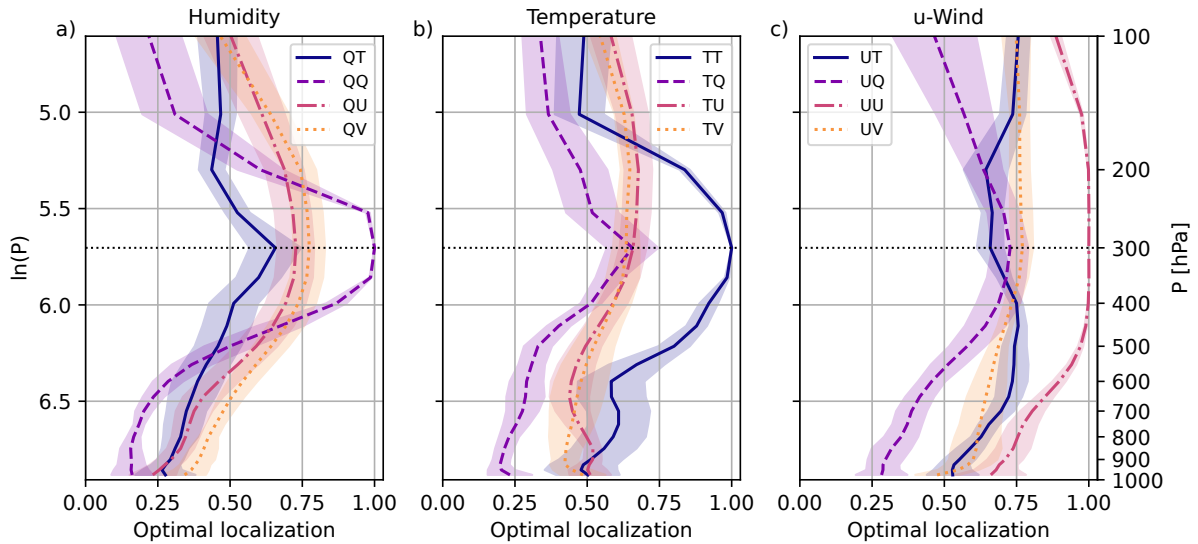 Humidity
a)
QT
QQ
QU
QV
5.0
5.5
6.0
6.5
ln(P)
0.00
0.25
0.50
0.75
1.00
Optimal localization
Temperature
b)
TT
TQ
TU
TV
0.00
0.25
0.50
0.75
1.00
Optimal localization
u-Wind
c)
UT
UQ
UU
UV
0.00
0.25
0.50
0.75
1.00
Optimal localization
100
200
300
400
500
600
700
800
900
1000
P [hPa]